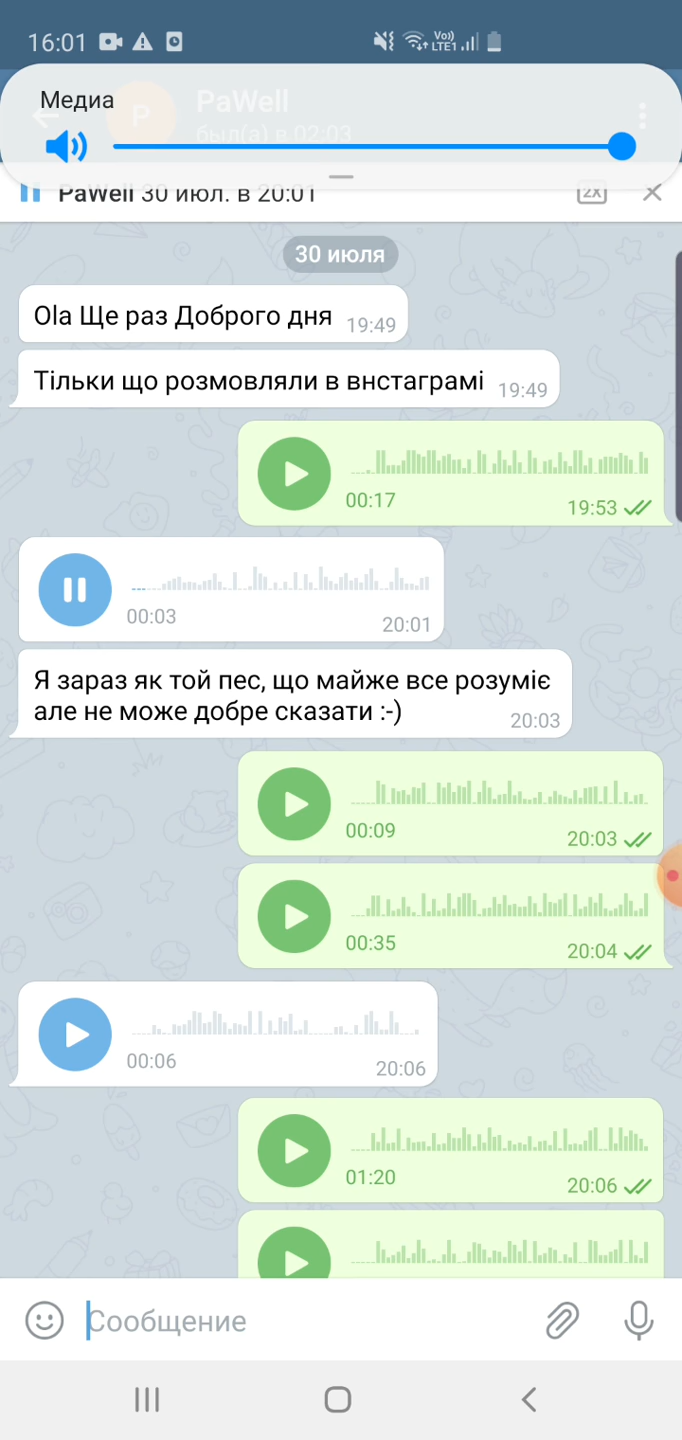 16:01
Vo)) LTE1
Медиа
P
PaWell
был(а) в 02:03
PaWell 30 июл. в 20:01
2X
30 июля
Ola Ще раз Доброго дня 19:49
Тільки що розмовляли в внстаграмі 19:49
00:17 19:53
00:03 20:01
Я зараз як той пес, що майже все розуміє
але не може добре сказати :-) 20:03
00:09 20:03
00:35 20:04
00:06 20:06
01:20 20:06
Сообщение